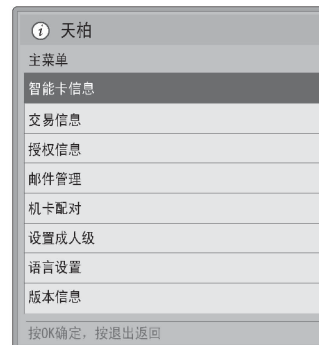 天柏
主菜单
智能卡信息
交易信息
授权信息
邮件管理
机卡配对
设置成人级
语言设置
版本信息
按OK确定，按退出返回